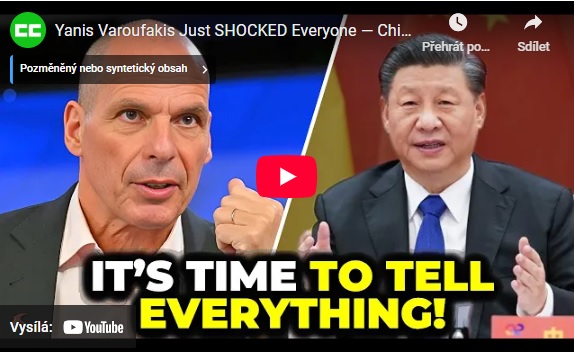 CC
Yanis Varoufakis Just SHOCKED Everyone — Chi...
Přehrát po...
Sdílet
Pozměněný nebo syntetický obsah
IT'S TIME TO TELL
EVERYTHING!
Vysílá: YouTube